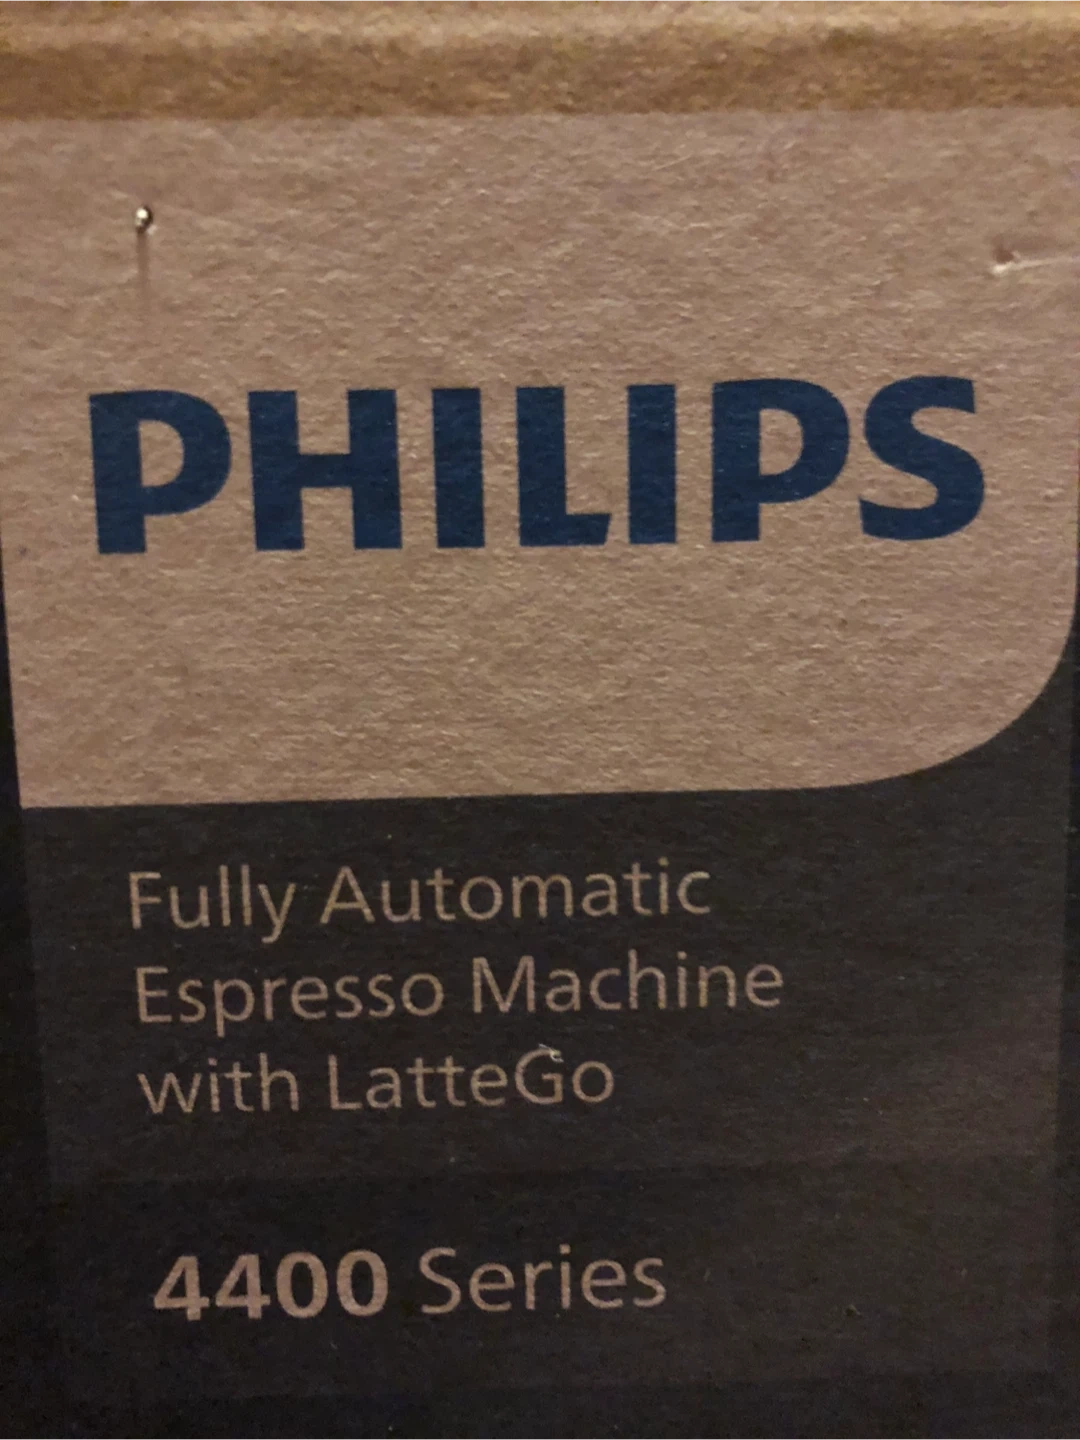 PHILIPS
Fully Automatic
Espresso Machine
with LatteGo
4400 Series